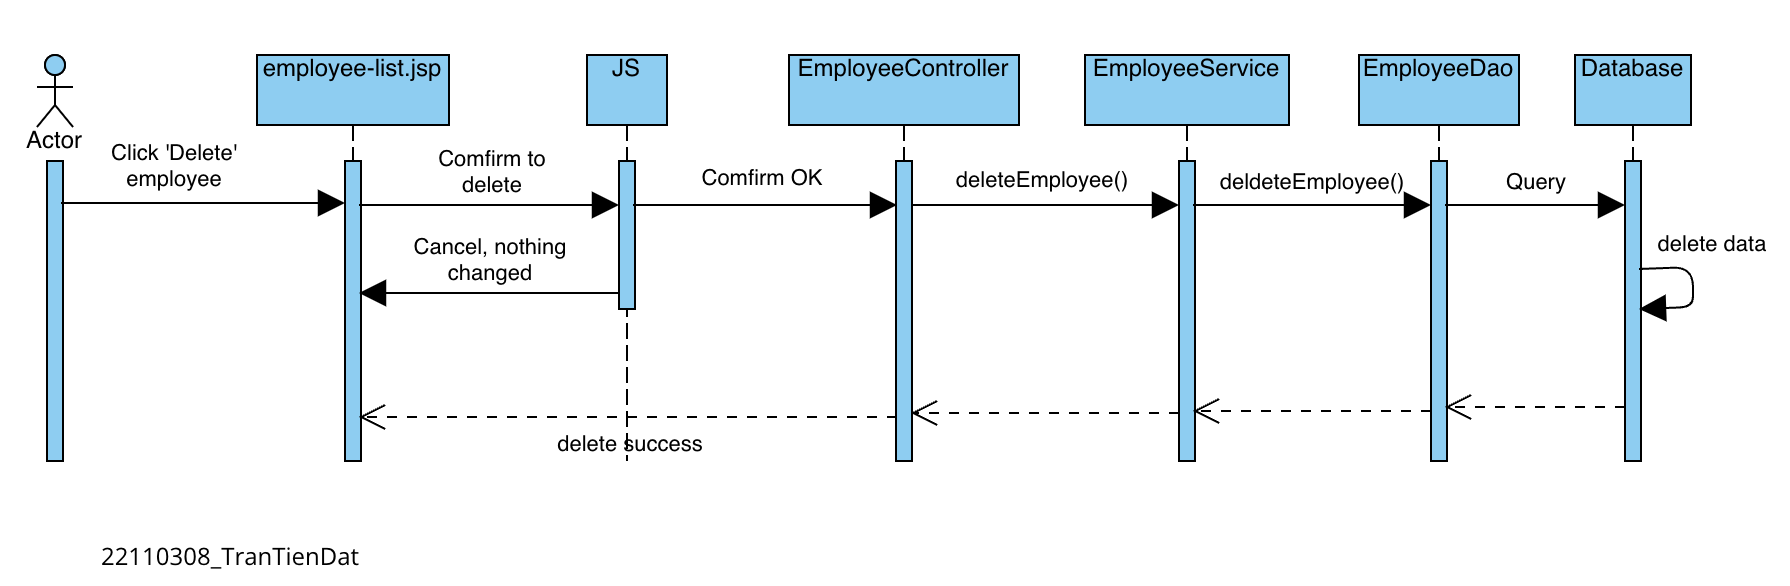 employee-list.jsp
JS
EmployeeController
EmployeeService
EmployeeDao
Database
Actor
Click 'Delete'
employee
Comfirm to
delete
Comfirm OK
deleteEmployee()
deldeteEmployee()
Query
Cancel, nothing
changed
delete data
delete success
22110308_TranTienDat